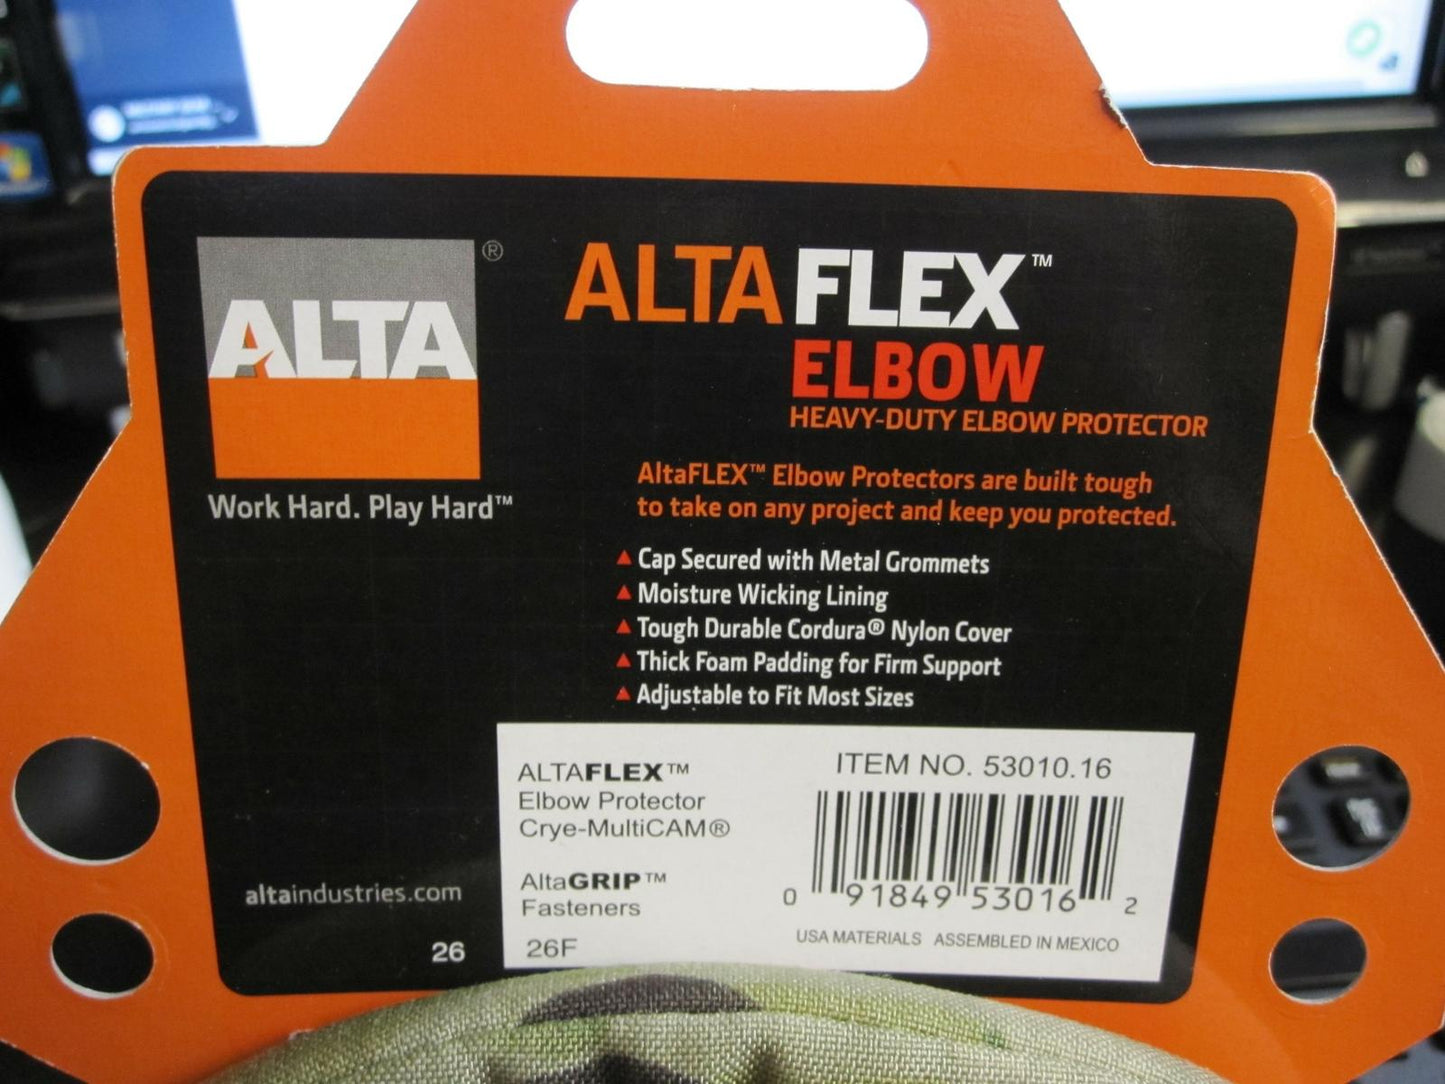 ALTA®
Work Hard. Play Hard™
ALTAFLEX™
ELBOW
HEAVY-DUTY ELBOW PROTECTOR
AltaFLEX™ Elbow Protectors are built tough
to take on any project and keep you protected.
Cap Secured with Metal Grommets
Moisture Wicking Lining
Tough Durable Cordura® Nylon Cover
Thick Foam Padding for Firm Support
Adjustable to Fit Most Sizes
altaindustries.com
26
ALTAFLEX™
Elbow Protector
Crye-MultiCAM®
AltaGRIP™
Fasteners
26F
ITEM NO. 53010.16
0 91849 53016 2
USA MATERIALS ASSEMBLED IN MEXICO